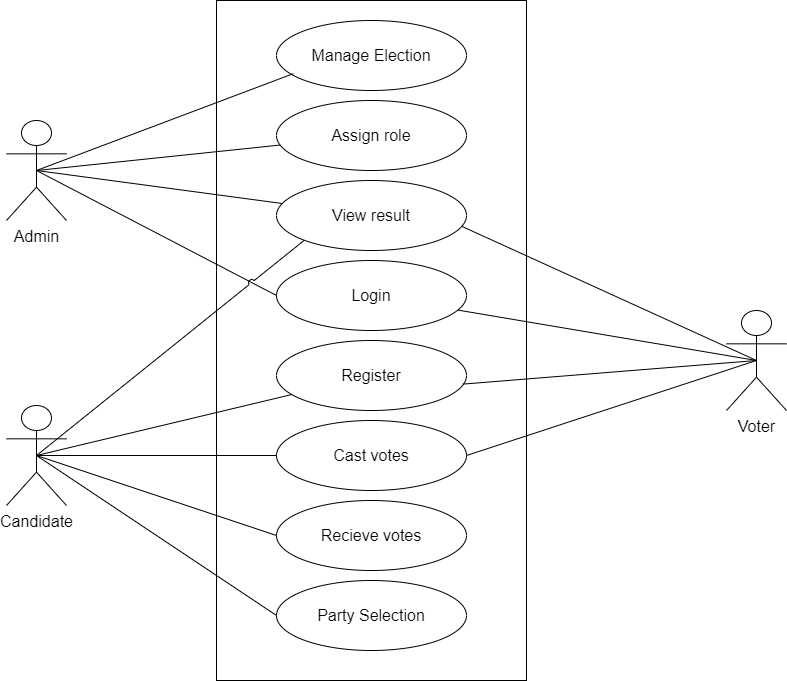 Manage Election
Assign role
View result
Admin
Login
Register
Voter
Cast votes
Candidate
Recieve votes
Party Selection